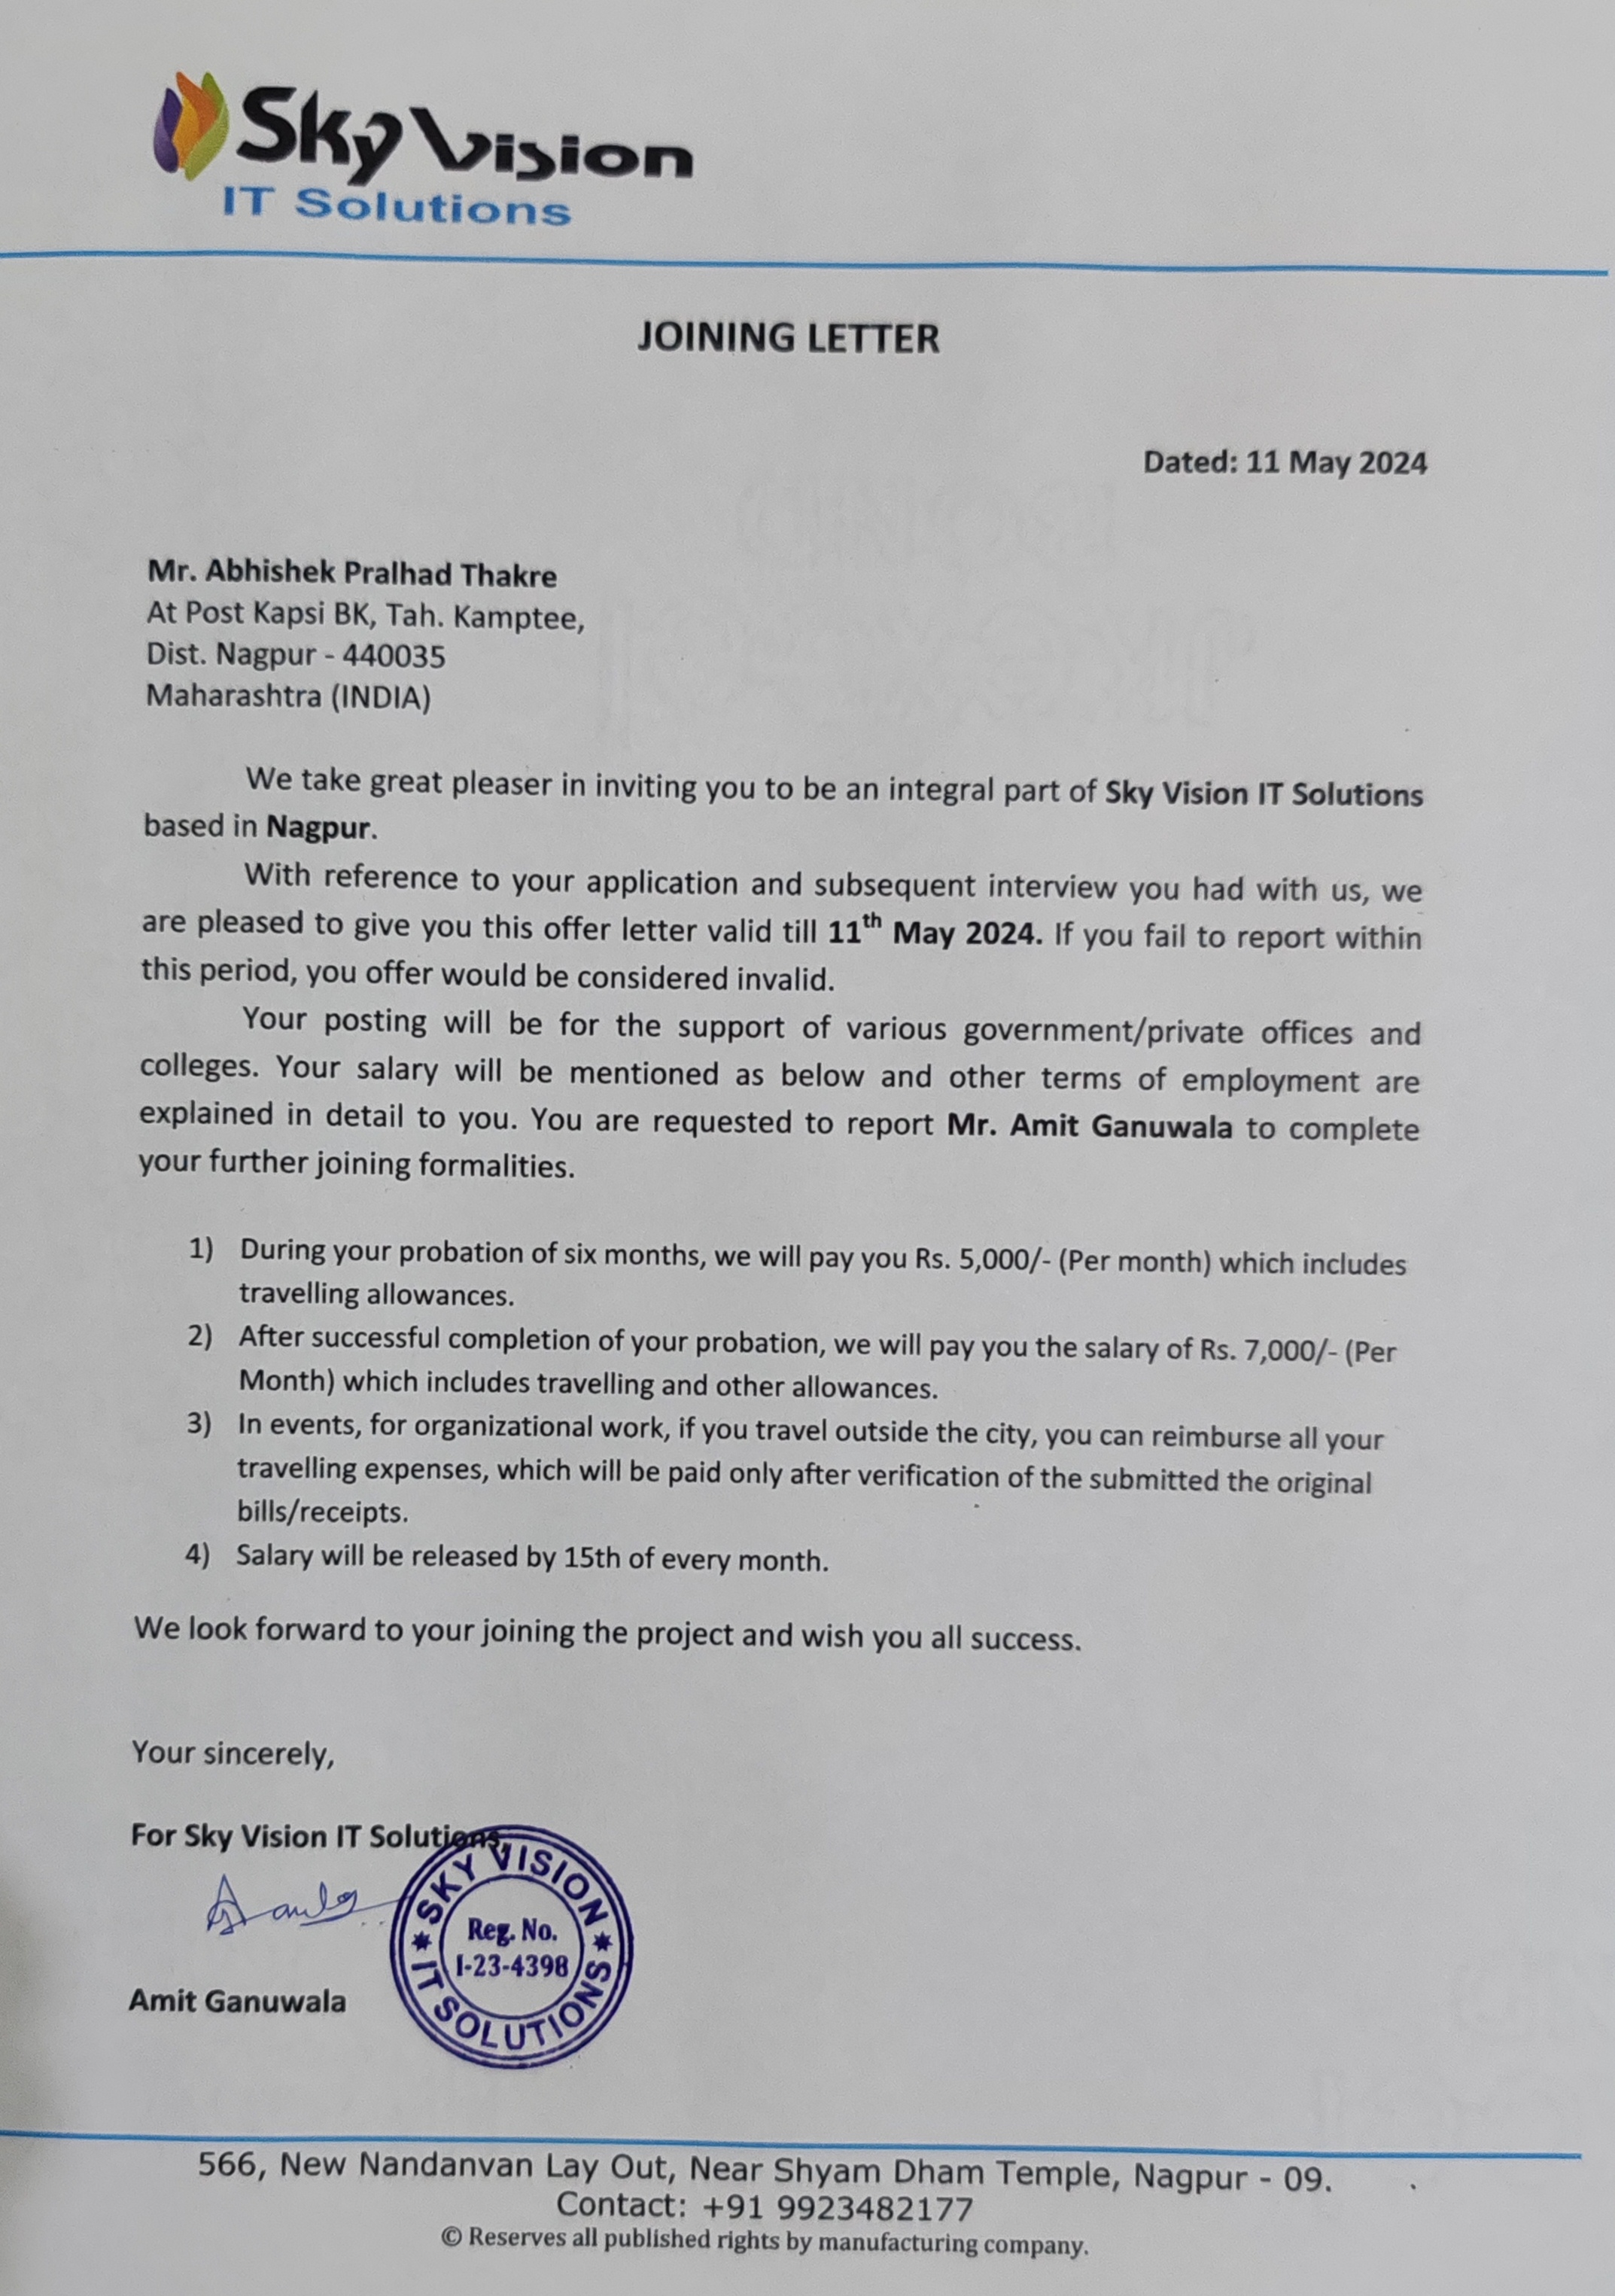 Sky Vision
IT Solutions
JOINING LETTER
Dated: 11 May 2024
Mr. Abhishek Pralhad Thakre
At Post Kapsi BK, Tah. Kamptee,
Dist. Nagpur - 440035
Maharashtra (INDIA)
We take great pleaser in inviting you to be an integral part of Sky Vision IT Solutions
based in Nagpur.
With reference to your application and subsequent interview you had with us, we
are pleased to give you this offer letter valid till 11th May 2024. If you fail to report within
this period, you offer would be considered invalid.
Your posting will be for the support of various government/private offices and
colleges. Your salary will be mentioned as below and other terms of employment are
explained in detail to you. You are requested to report Mr. Amit Ganuwala to complete
your further joining formalities.
1) During your probation of six months, we will pay you Rs. 5,000/- (Per month) which includes
travelling allowances.
2) After successful completion of your probation, we will pay you the salary of Rs. 7,000/- (Per
Month) which includes travelling and other allowances.
3) In events, for organizational work, if you travel outside the city, you can reimburse all your
travelling expenses, which will be paid only after verification of the submitted the original
bills/receipts.
4) Salary will be released by 15th of every month.
We look forward to your joining the project and wish you all success.
Your sincerely,
For Sky Vision IT Solutions,
SKY VISION
Reg. No.
I-23-4398
IT SOLUTIONS
Amit Ganuwala
566, New Nandanvan Lay Out, Near Shyam Dham Temple, Nagpur - 09.
Contact: +91 9923482177
© Reserves all published rights by manufacturing company.